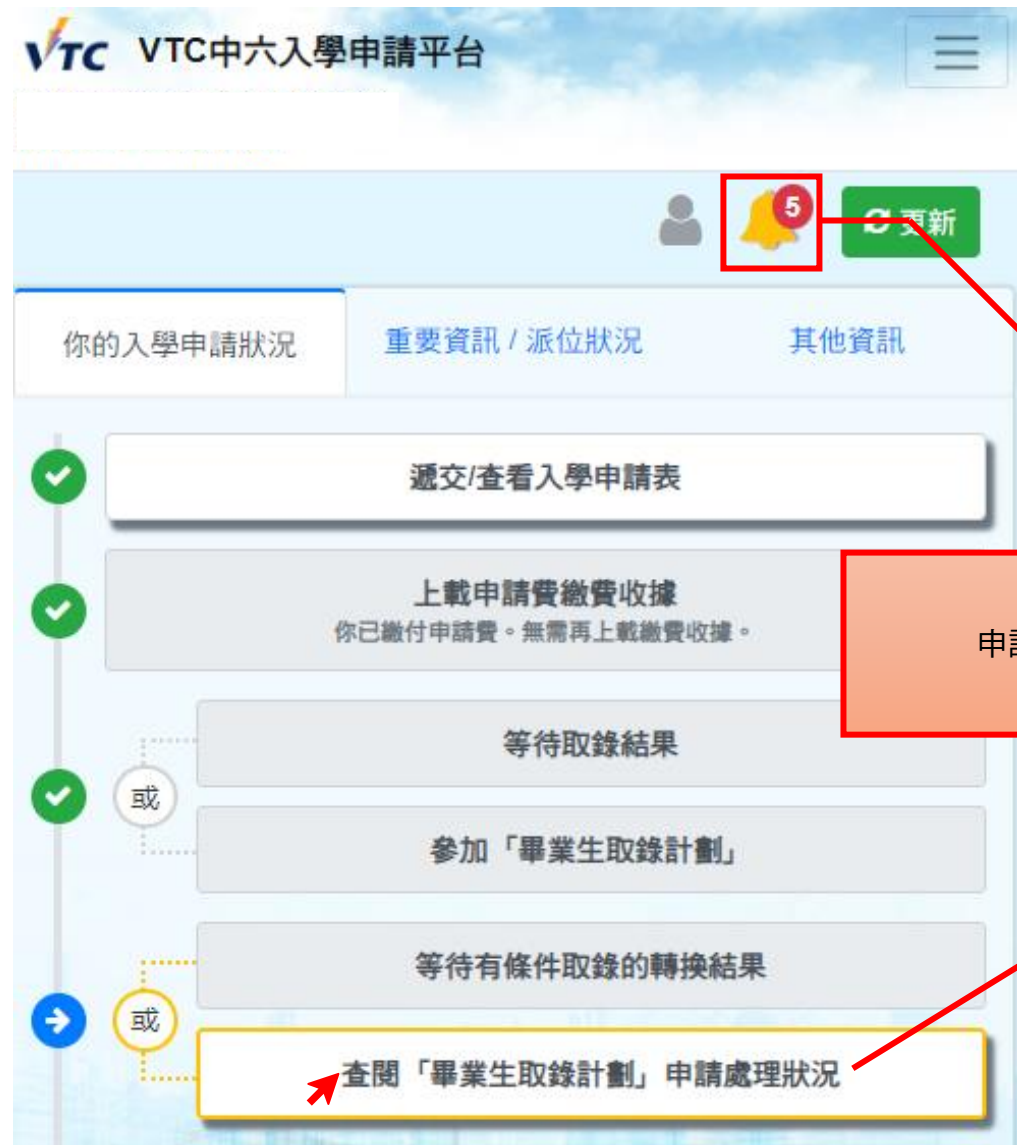 VTC VTC中六入學申請平台
5
更新
你的入學申請狀況
重要資訊 / 派位狀況
其他資訊
遞交/查看入學申請表
上載申請費繳費收據
你已繳付申請費。無需再上載繳費收據。
申
等待取錄結果
或
參加「畢業生取錄計劃」
等待有條件取錄的轉換結果
或
查閱「畢業生取錄計劃」申請處理狀況